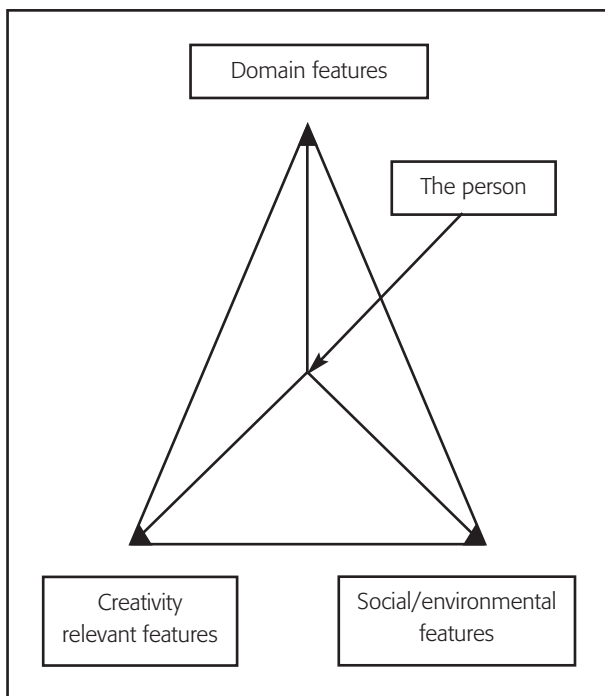 Domain features
The person
Creativity
relevant features
Social/environmental
features